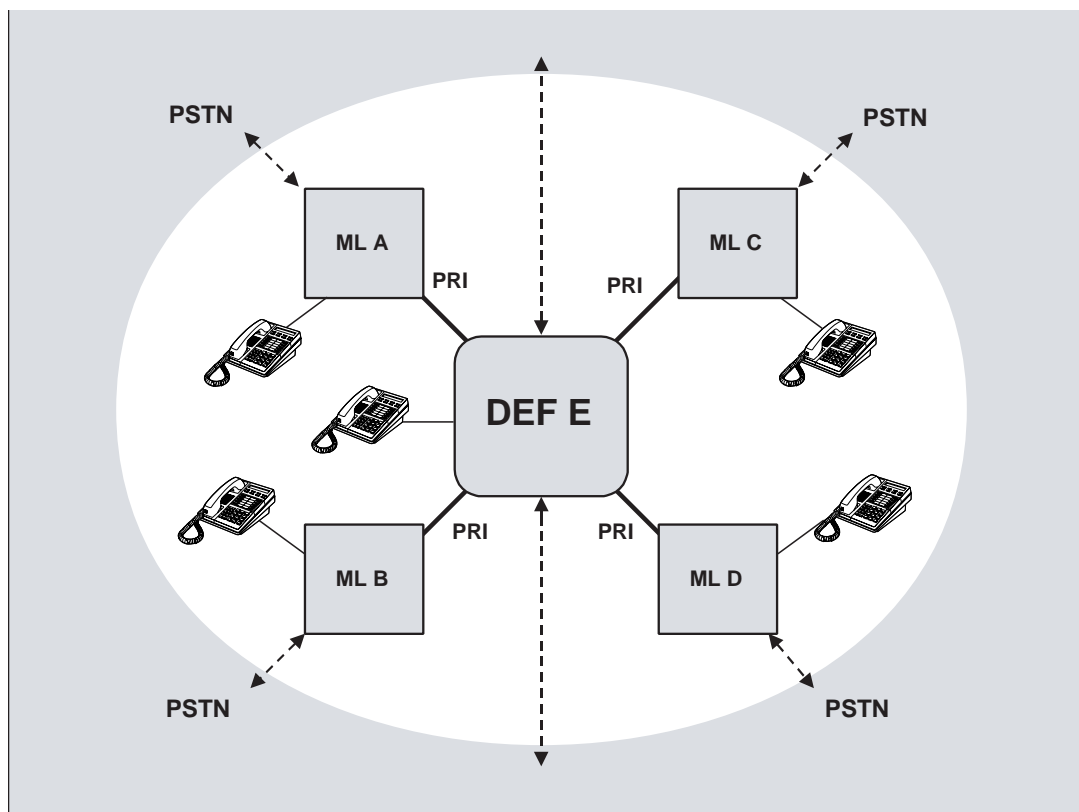 PSTN
PSTN
ML A
ML C
PRI
PRI
DEF E
PRI
PRI
ML B
ML D
PSTN
PSTN